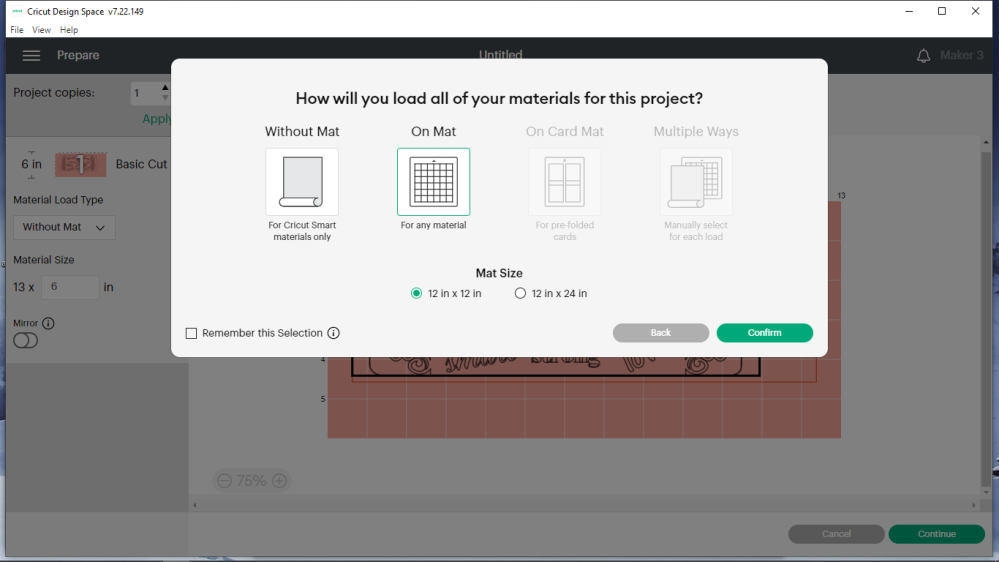 cricut Cricut Design Space v7.22.149
File View Help
Prepare
Untitled
Maker 3
Project copies:
1
Apply
How will you load all of your materials for this project?
Without Mat
On Mat
On Card Mat
Multiple Ways
For Cricut Smart
materials only
For any material
For pre-folded
cards
Manually select
for each load
Mat Size
12 in x 12 in
12 in x 24 in
Remember this Selection
Back
Confirm
6 in
1
Basic Cut
Material Load Type
Without Mat
Material Size
13 x 6 in
Mirror
13
4
5
75%
Cancel
Continue